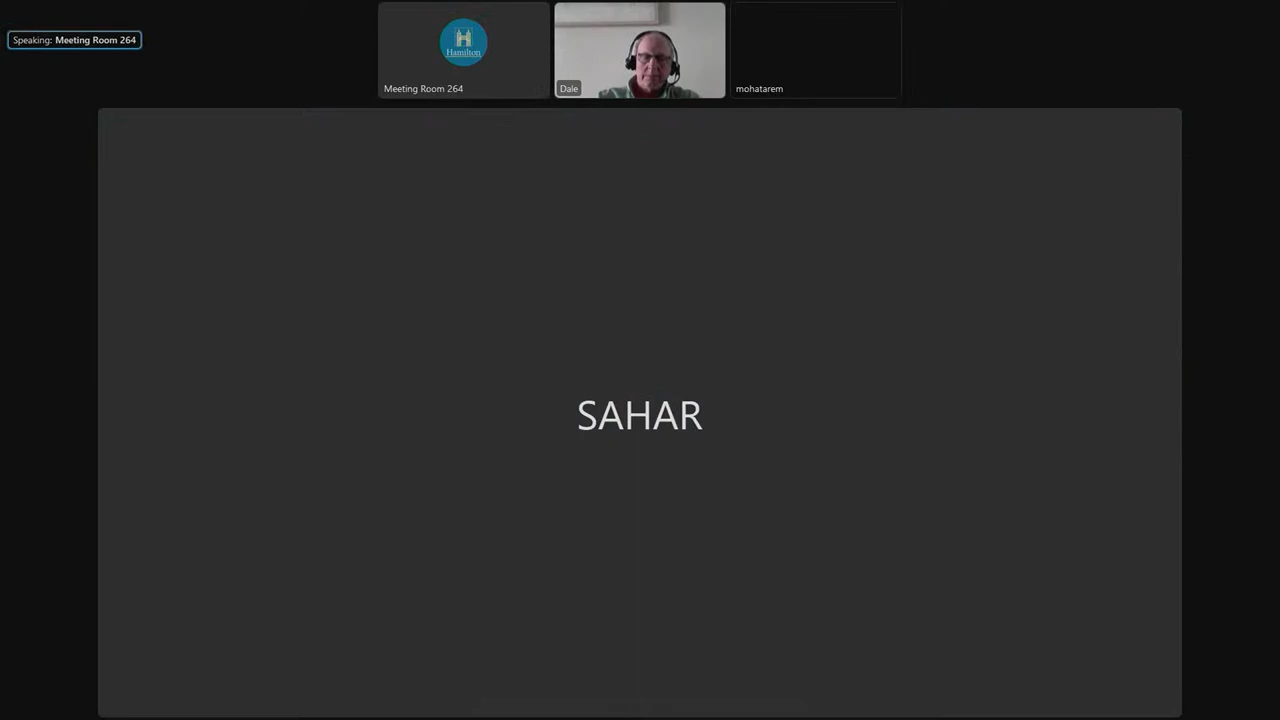 Speaking: Meeting Room 264
Hamilton
Meeting Room 264
Dale
mohatarem
SAHAR